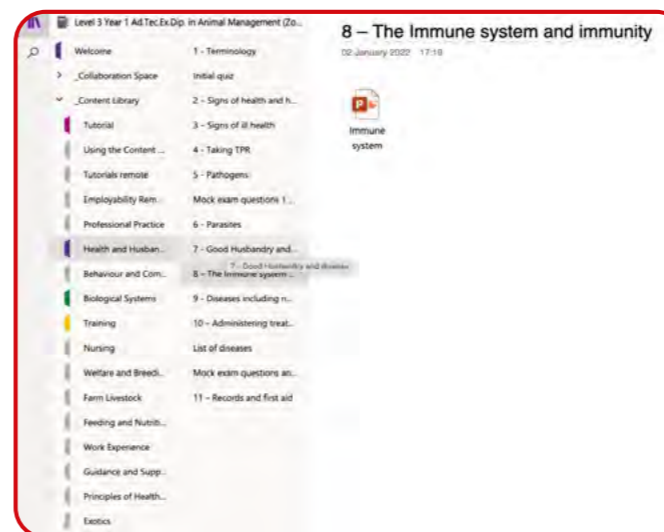 Level 3 Year 1 Ad.Tec.Ex.Dip. in Animal Management (Zo...
Welcome
_Collaboration Space
_Content Library
Tutorial
Using the Content ...
Tutorials remote
Employability Rem...
Professional Practice
Health and Husban...
Behaviour and Com...
Biological Systems
Training
Nursing
Welfare and Breedi...
Farm Livestock
Feeding and Nutriti...
Work Experience
Guidance and Supp...
Principles of Health...
Exotics
1 - Terminology
Initial quiz
2 - Signs of health and h...
3 - Signs of ill health
4 - Taking TPR
5 - Pathogens
Mock exam questions 1...
6 - Parasites
7 - Good Husbandry and...
7 - Good Husbandry and disease
8 – The Immune system ...
9 - Diseases including n...
10 – Administering treat...
List of diseases
Mock exam questions an...
11 – Records and first aid
8 – The Immune system and immunity
02 January 2022 17:18
P
Immune
system